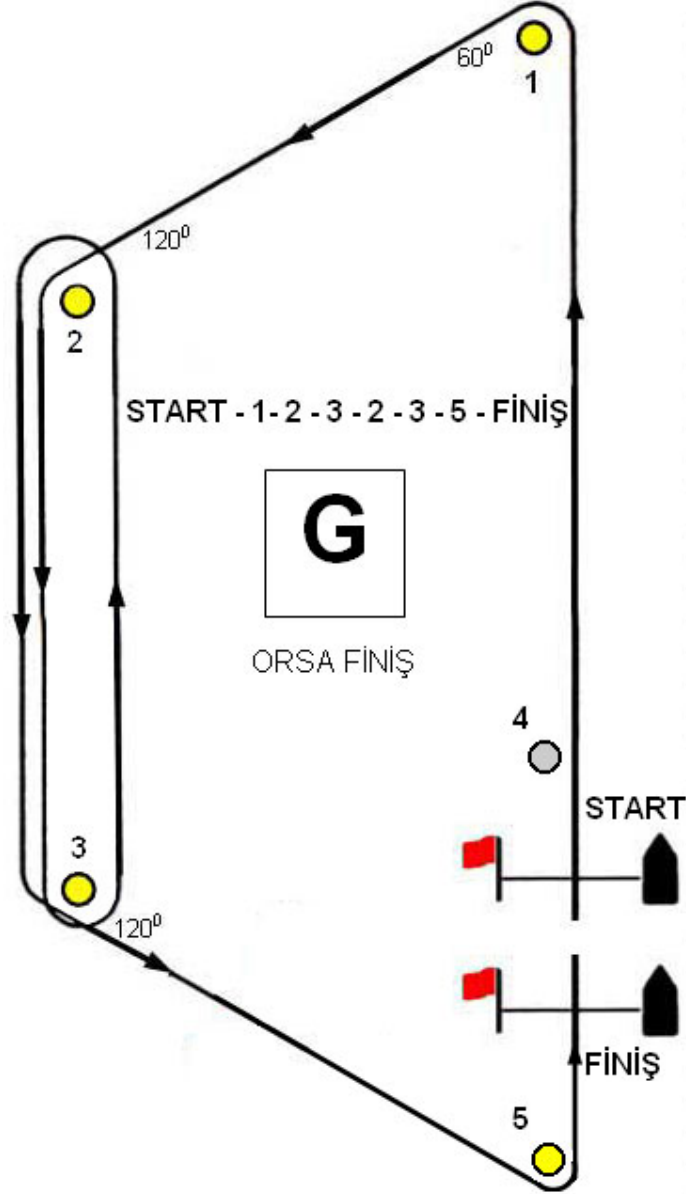 60⁰
1
120⁰
2
START - 1- 2 - 3 - 2 - 3 - 5 - FİNİŞ
G
ORSA FİNİŞ
4
START
3
120⁰
FİNİŞ
5